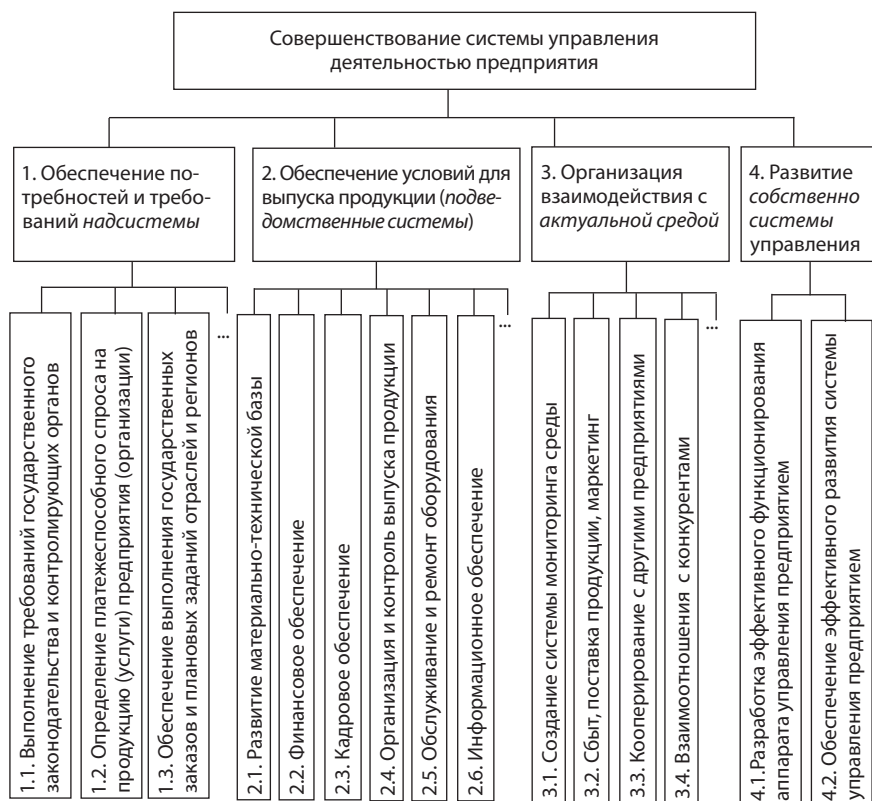 Совершенствование системы управления
деятельностью предприятия
1. Обеспечение по-
требностей и требо-
ваний надсистемы
2. Обеспечение условий для
выпуска продукции (подве-
домственные системы)
3. Организация
взаимодействия с
актуальной средой
4. Развитие
собственно
системы
управления
1.1. Выполнение требований государственного
законодательства и контролирующих органов
1.2. Определение платежеспособного спроса на
продукцию (услуги) предприятия (организации)
1.3. Обеспечение выполнения государственных
заказов и плановых заданий отраслей и регионов
...
2.1. Развитие материально-технической базы
2.2. Финансовое обеспечение
2.3. Кадровое обеспечение
2.4. Организация и контроль выпуска продукции
2.5. Обслуживание и ремонт оборудования
2.6. Информационное обеспечение
...
3.1. Создание системы мониторинга среды
3.2. Сбыт, поставка продукции, маркетинг
3.3. Кооперирование с другими предприятиями
3.4. Взаимоотношения с конкурентами
...
4.1.Разработка эффективного функционирования
аппарата управления предприятием
4.2. Обеспечение эффективного развития системы
управления предприятием